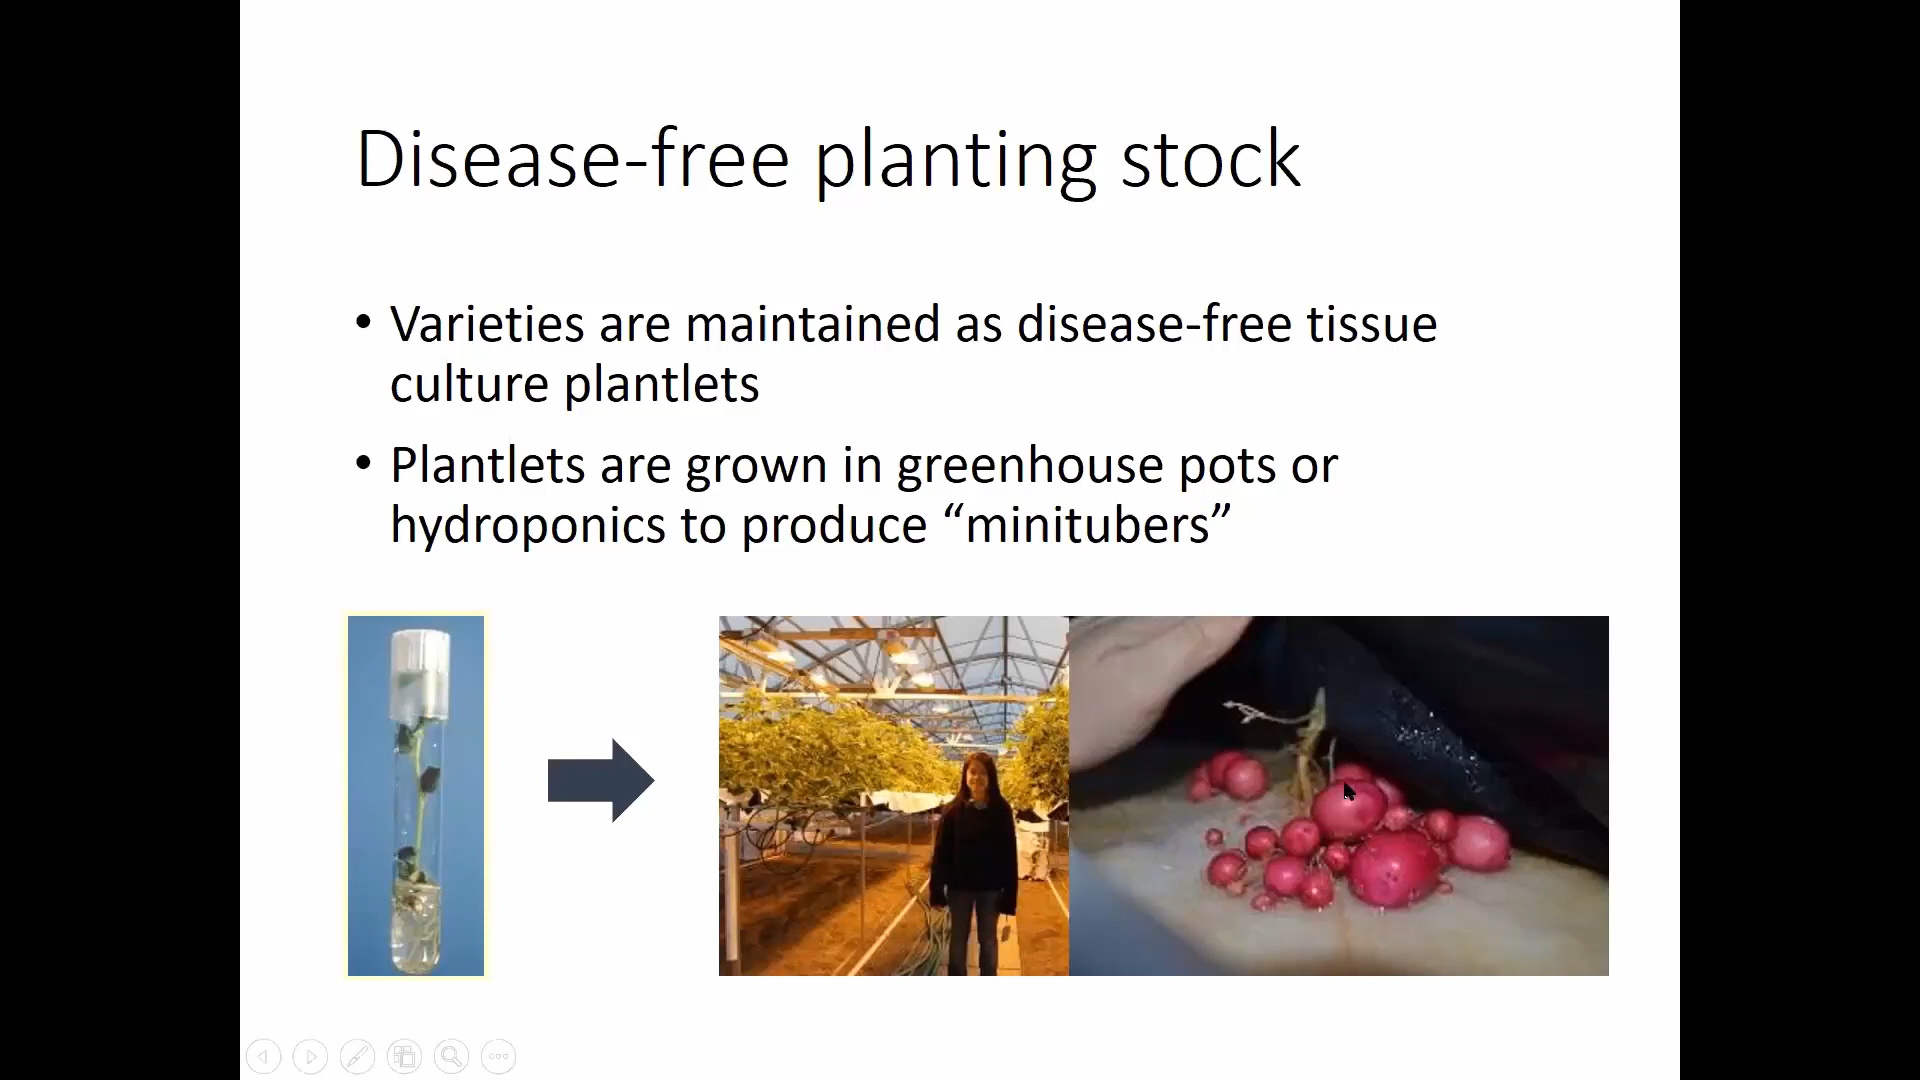 Disease-free planting stock
• Varieties are maintained as disease-free tissue
culture plantlets
• Plantlets are grown in greenhouse pots or
hydroponics to produce “minitubers”